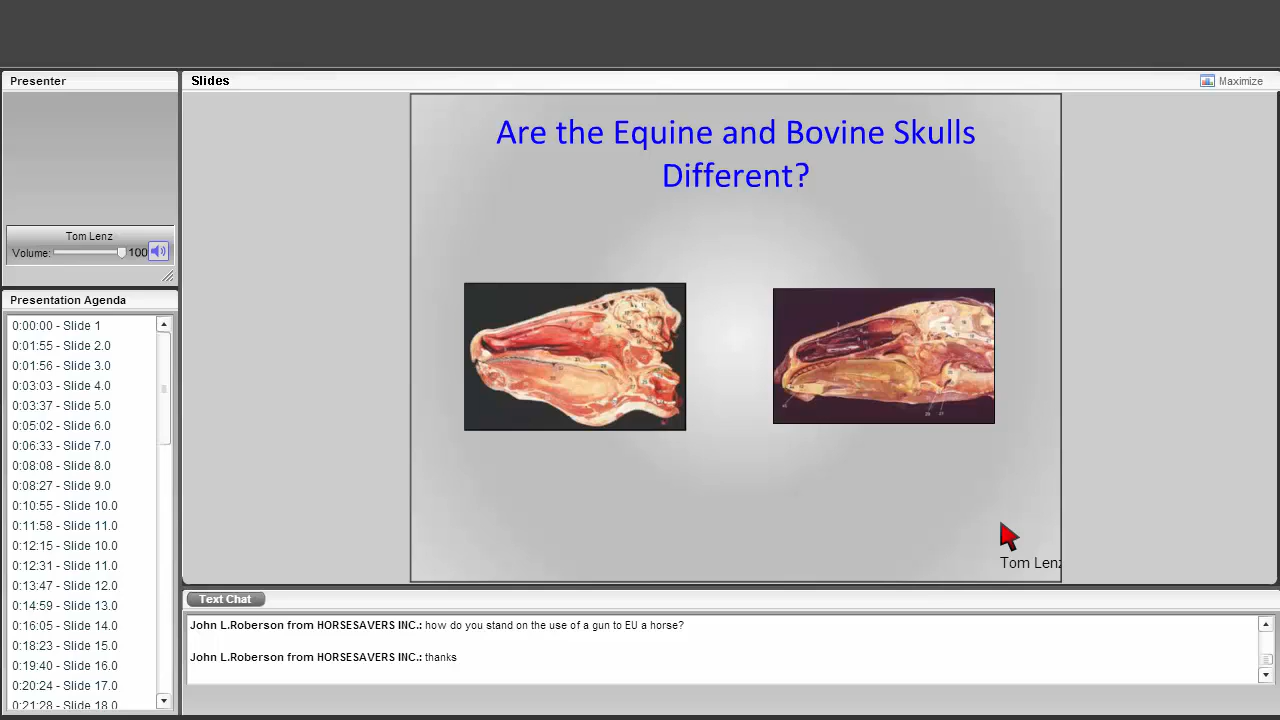 Presenter
Slides
Maximize
Are the Equine and Bovine Skulls
Different?
Tom Lenz
Volume:
100
Presentation Agenda
0:00:00 - Slide 1
0:01:55 - Slide 2.0
0:01:56 - Slide 3.0
0:03:03 - Slide 4.0
0:03:37 - Slide 5.0
0:05:02 - Slide 6.0
0:06:33 - Slide 7.0
0:08:08 - Slide 8.0
0:08:27 - Slide 9.0
0:10:55 - Slide 10.0
0:11:58 - Slide 11.0
0:12:15 - Slide 10.0
0:12:31 - Slide 11.0
0:13:47 - Slide 12.0
0:14:59 - Slide 13.0
0:16:05 - Slide 14.0
0:18:23 - Slide 15.0
0:19:40 - Slide 16.0
0:20:24 - Slide 17.0
0:21:28 - Slide 18.0
Tom Lenz
Text Chat
John L.Roberson from HORSESAVERS INC.: how do you stand on the use of a gun to EU a horse?
John L.Roberson from HORSESAVERS INC.: thanks